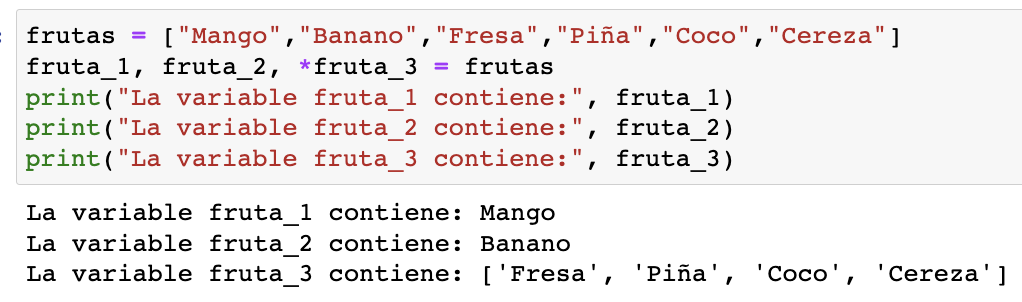 frutas = ["Mango","Banano","Fresa","Piña","Coco","Cereza"]
fruta_1, fruta_2, *fruta_3 = frutas
print("La variable fruta_1 contiene:", fruta_1)
print("La variable fruta_2 contiene:", fruta_2)
print("La variable fruta_3 contiene:", fruta_3)
La variable fruta_1 contiene: Mango
La variable fruta_2 contiene: Banano
La variable fruta_3 contiene: ['Fresa', 'Piña', 'Coco', 'Cereza']